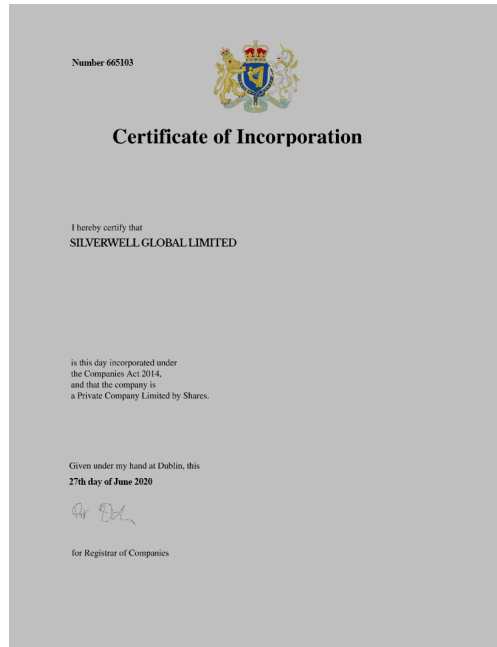 Number 665103
Certificate of Incorporation
I hereby certify that
SILVERWELL GLOBAL LIMITED
is this day incorporated under
the Companies Act 2014,
and that the company is
a Private Company Limited by Shares.
Given under my hand at Dublin, this
27th day of June 2020
for Registrar of Companies